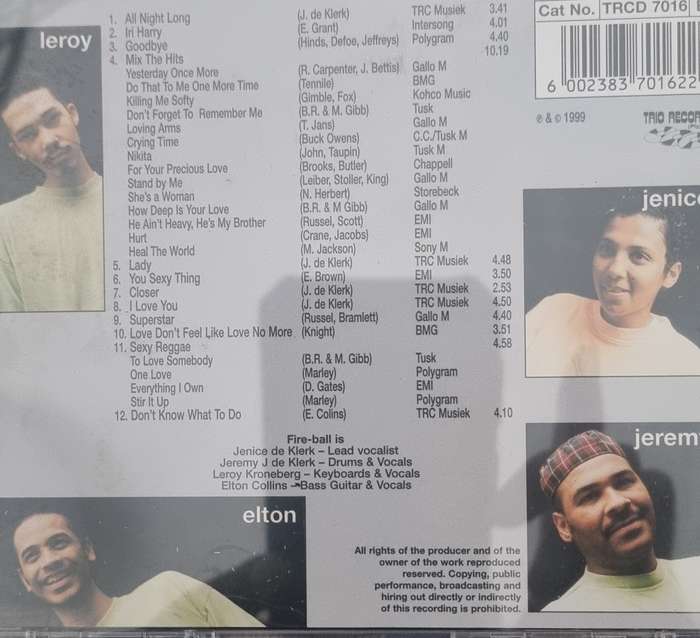 leroy
1. All Night Long (J. de Klerk) TRC Musiek 3.41
2. Iri Harry (E. Grant) Intersong 4.01
3. Goodbye (Hinds, Defoe, Jeffreys) Polygram 4.40
4. Mix The Hits 10.19
Yesterday Once More (R. Carpenter, J. Bettis) Gallo M
Do That To Me One More Time (Tennile) BMG
Killing Me Softy (Gimble, Fox) Kohco Music
Don't Forget To Remember Me (B.R. & M. Gibb) Tusk
Loving Arms (T. Jans) Gallo M
Crying Time (Buck Owens) C.C./Tusk M
Nikita (John, Taupin) Tusk M
For Your Precious Love (Brooks, Butler) Chappell
Stand by Me (Leiber, Stoller, King) Gallo M
She's a Woman (N. Herbert) Storebeck
How Deep Is Your Love (B.R. & M Gibb) Gallo M
He Ain't Heavy, He's My Brother (Russel, Scott) EMI
Hurt (Crane, Jacobs) EMI
Heal The World (M. Jackson) Sony M
5. Lady (J. de Klerk) TRC Musiek 4.48
6. You Sexy Thing (E. Brown) EMI 3.50
7. Closer (J. de Klerk) TRC Musiek 2.53
8. I Love You (J. de Klerk) TRC Musiek 4.50
9. Superstar (Russel, Bramlett) Gallo M 4.40
10. Love Don't Feel Like Love No More (Knight) BMG 3.51
11. Sexy Reggae 4.58
To Love Somebody (B.R. & M. Gibb) Tusk
One Love (Marley) Polygram
Everything I Own (D. Gates) EMI
Stir It Up (Marley) Polygram
12. Don't Know What To Do (E. Colins) TRC Musiek 4.10
Fire-ball is
Jenice de Klerk – Lead vocalist
Jeremy J de Klerk – Drums & Vocals
Leroy Kroneberg – Keyboards & Vocals
Elton Collins – Bass Guitar & Vocals
Cat No. TRCD 7016
6 002383 701622
℗ & © 1999
TRIO RECOR
jenice
jerem
elton
All rights of the producer and of the
owner of the work reproduced
reserved. Copying, public
performance, broadcasting and
hiring out directly or indirectly
of this recording is prohibited.